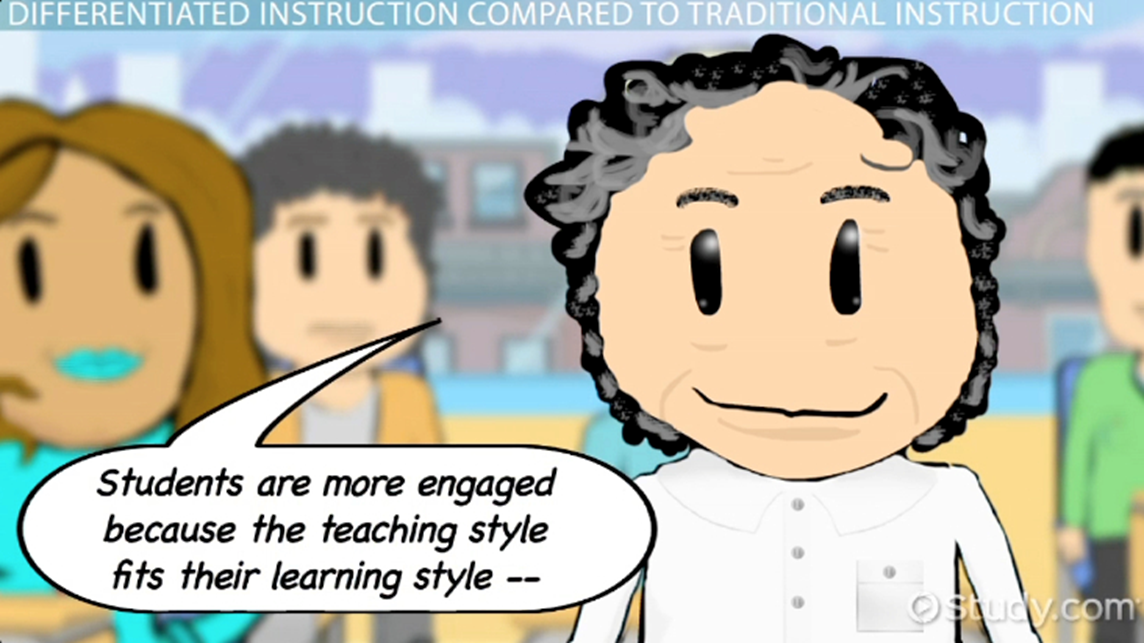 DIFFERENTIATED INSTRUCTION COMPARED TO TRADITIONAL INSTRUCTION
Students are more engaged
because the teaching style
fits their learning style --
Study.com